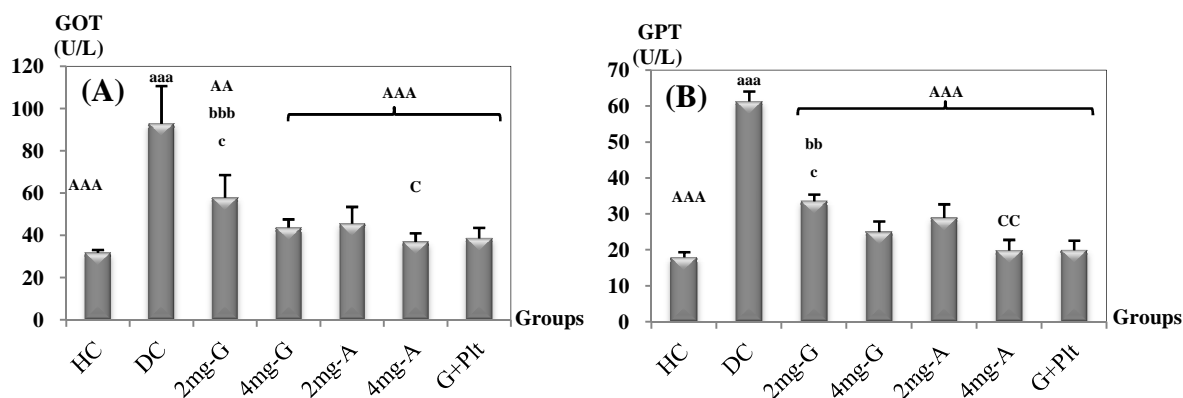 GOT
(U/L)
(A)
120
100
80
60
40
20
0
AAA
aaa
AA
bbb
c
AAA
C
Groups
HC
DC
2mg-G
4mg-G
2mg-A
4mg-A
G+Plt
GPT
(U/L)
(B)
70
60
50
40
30
20
10
0
AAA
aaa
AAA
bb
c
CC
Groups
HC
DC
2mg-G
4mg-G
2mg-A
4mg-A
G+Plt